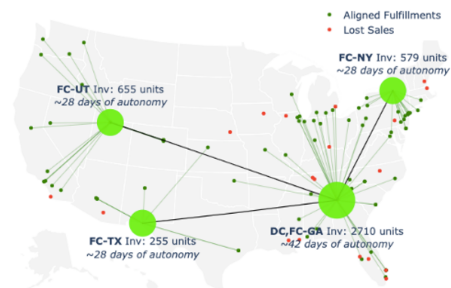 Aligned Fulfillments
Lost Sales
FC-NY Inv: 579 units
~28 days of autonomy
FC-UT Inv: 655 units
~28 days of autonomy
DC,FC-GA Inv: 2710 units
~42 days of autonomy
FC-TX Inv: 255 units
~28 days of autonomy